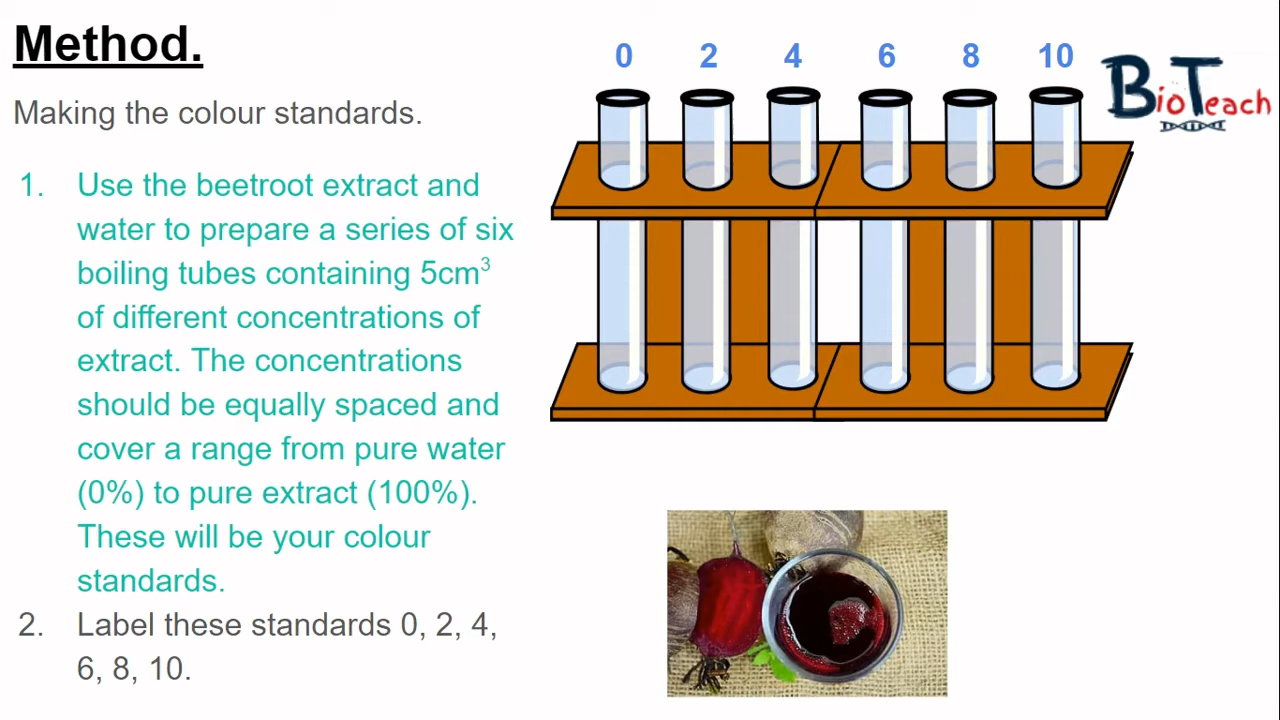 Method.
0 2 4 6 8 10
BioTeach
Making the colour standards.
1. Use the beetroot extract and
water to prepare a series of six
boiling tubes containing 5cm³
of different concentrations of
extract. The concentrations
should be equally spaced and
cover a range from pure water
(0%) to pure extract (100%).
These will be your colour
standards.
2. Label these standards 0, 2, 4,
6, 8, 10.